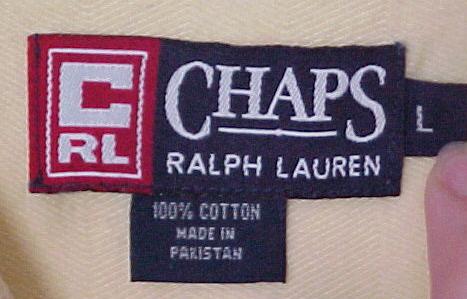 C
RL
CHAPS
RALPH LAUREN
L
100% COTTON
MADE IN
PAKISTAN